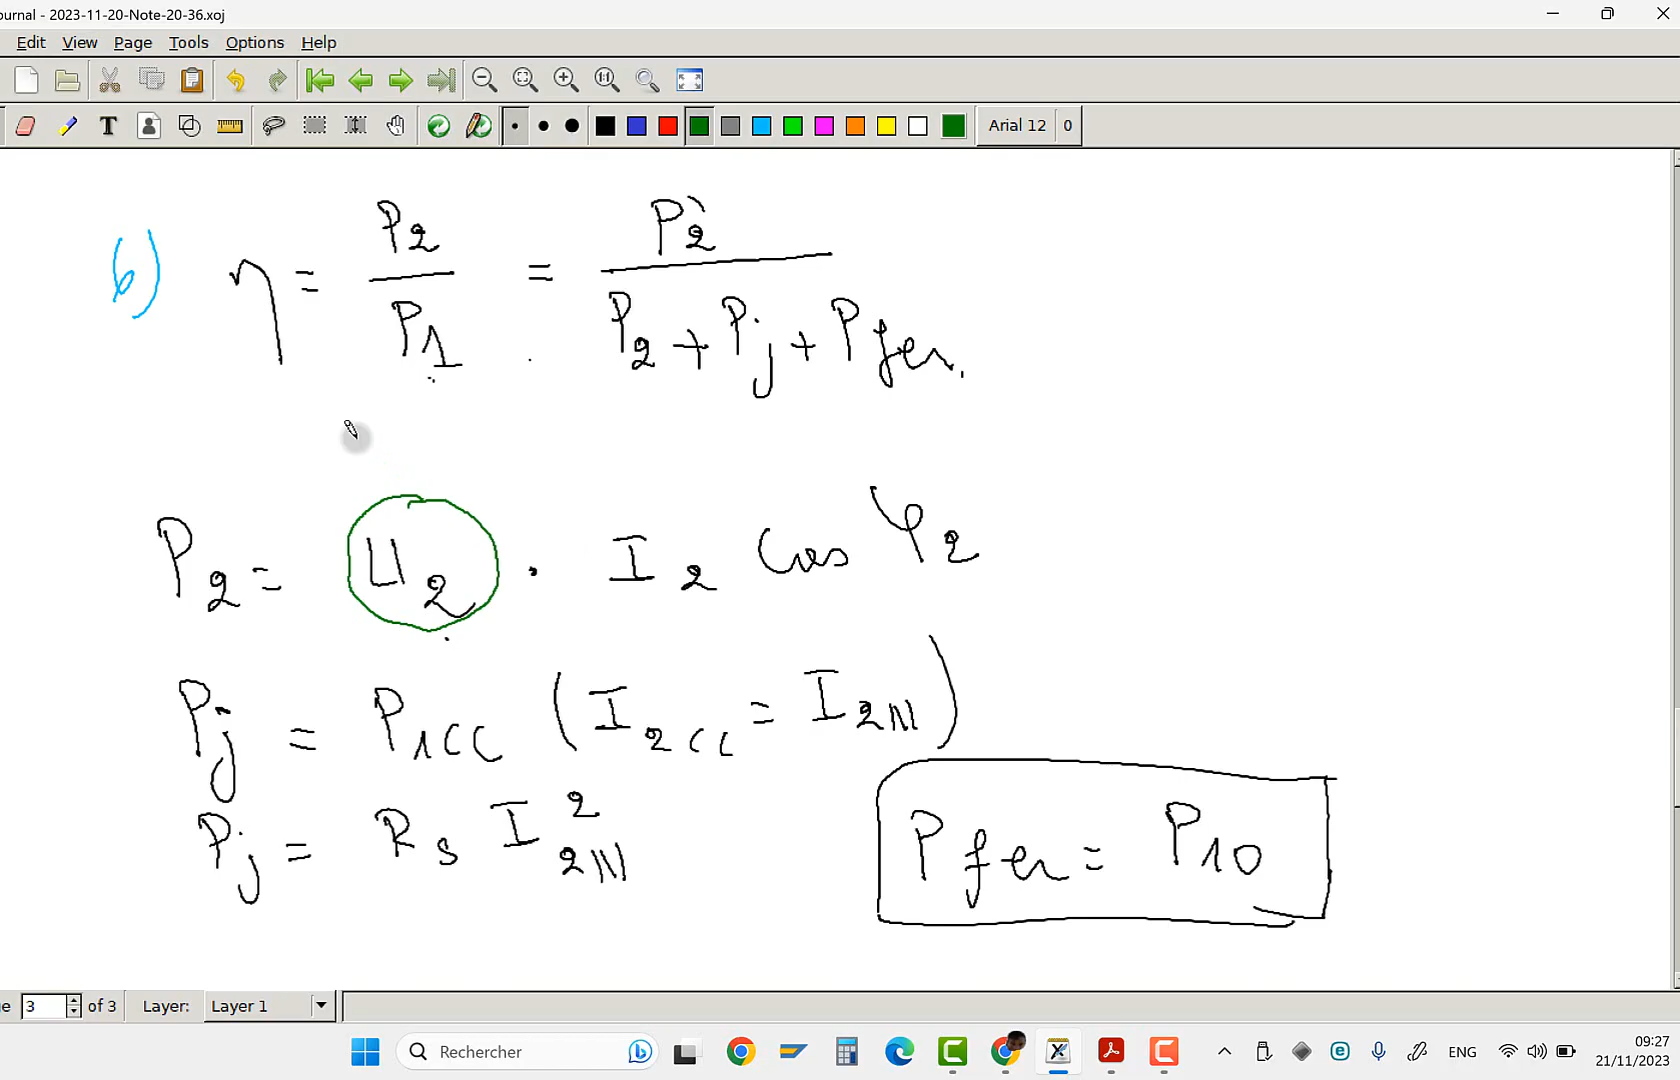 ournal - 2023-11-20-Note-20-36.xoj
Edit View Page Tools Options Help
Arial 12 0
b) η = P2 / P1 = P2 / P2 + Pj + Pfer.
P2 = U2 . I2 Cos φ2
Pj = P1CC (I2CC = I2N)
Pj = Rs I2N²
Pfer = P10
e 3 of 3 Layer: Layer 1
Rechercher
ENG
09:27
21/11/2023